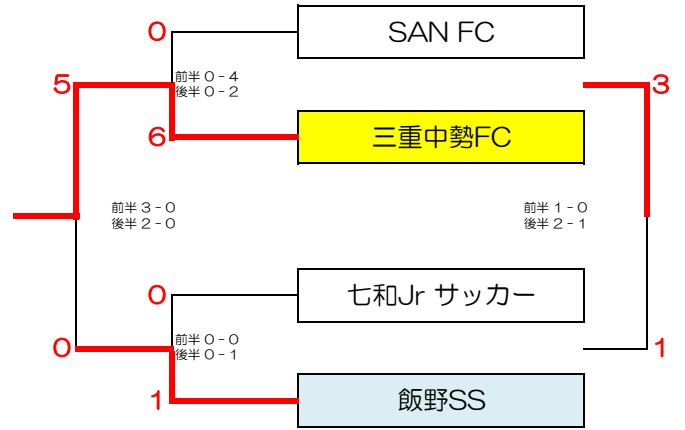 0
SAN FC
5
前半０-４
後半０-２
3
6
三重中勢FC
前半３-０
後半２-０
前半１-０
後半２-１
0
七和Jr サッカー
0
前半０-０
後半０-１
1
1
飯野SS